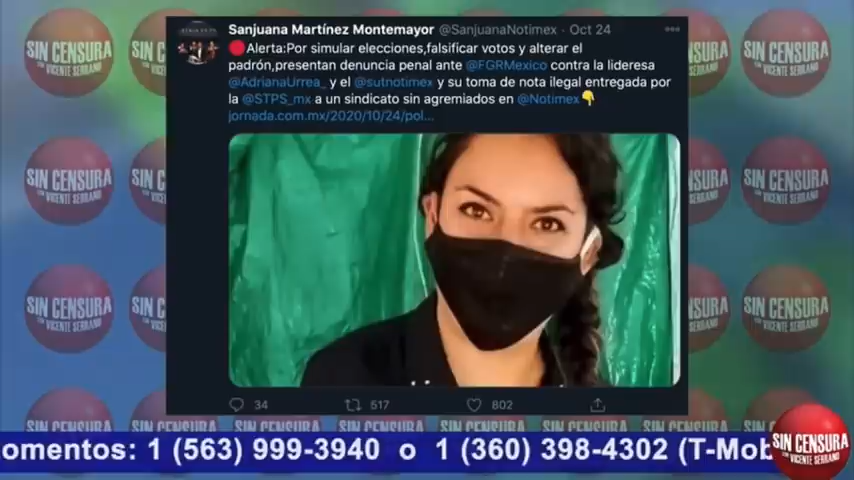 Sanjuana Martínez Montemayor @SanjuanaNotimex · Oct 24
Alerta:Por simular elecciones,falsificar votos y alterar el
padrón,presentan denuncia penal ante @FGRMexico contra la lideresa
@AdrianaUrrea_ y el @sutnotimex y su toma de nota ilegal entregada por
la @STPS_mx a un sindicato sin agremiados en @Notimex
jornada.com.mx/2020/10/24/pol...
34 517 802
SIN CENSURA
CON VICENTE SERRANO
omentos: 1 (563) 999-3940 o 1 (360) 398-4302 (T-Mob
SIN CENSURA
CON VICENTE SERRANO